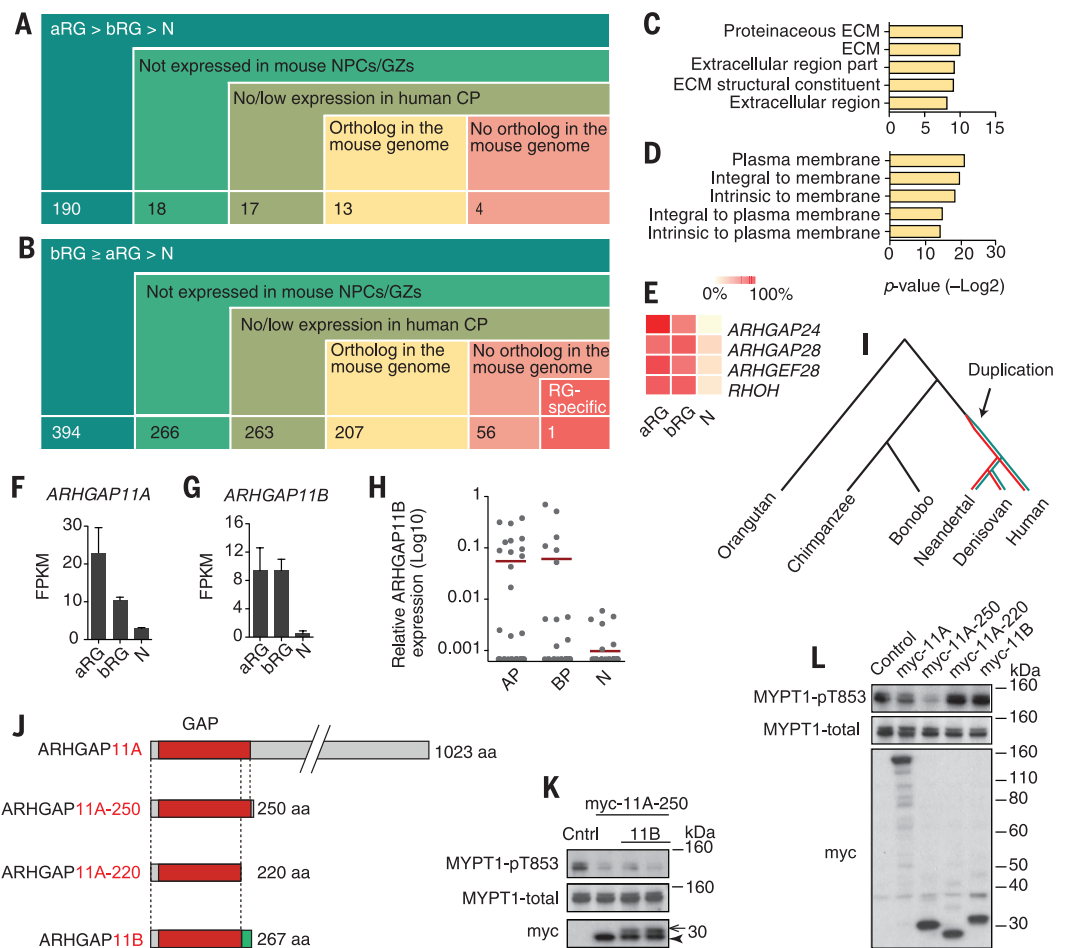 A
aRG > bRG > N
Not expressed in mouse NPCs/GZs
No/low expression in human CP
Ortholog in the
mouse genome
No ortholog in the
mouse genome
190
18
17
13
4
B
bRG ≥ aRG > N
Not expressed in mouse NPCs/GZs
No/low expression in human CP
Ortholog in the
mouse genome
No ortholog in the
mouse genome
RG-
specific
394
266
263
207
56
1
C
Proteinaceous ECM
ECM
Extracellular region part
ECM structural constituent
Extracellular region
0 5 10 15
D
Plasma membrane
Integral to membrane
Intrinsic to membrane
Integral to plasma membrane
Intrinsic to plasma membrane
0 10 20 30
p-value (–Log2)
E
0% 100%
ARHGAP24
ARHGAP28
ARHGEF28
RHOH
aRG
bRG
N
F
ARHGAP11A
FPKM
30
20
10
0
aRG
bRG
N
G
ARHGAP11B
FPKM
16
12
8
4
0
aRG
bRG
N
H
Relative ARHGAP11B
expression (Log10)
1
0.1
0.01
0.001
AP
BP
N
I
Duplication
Orangutan
Chimpanzee
Bonobo
Neandertal
Denisovan
Human
J
GAP
ARHGAP11A
1023 aa
ARHGAP11A-250
250 aa
ARHGAP11A-220
220 aa
ARHGAP11B
267 aa
K
myc-11A-250
Cntrl
11B
kDa
160
MYPT1-pT853
MYPT1-total
160
myc
30
L
Control
myc-11A
myc-11A-250
myc-11A-220
myc-11B
kDa
160
MYPT1-pT853
MYPT1-total
160
160
110
80
60
myc
50
40
30